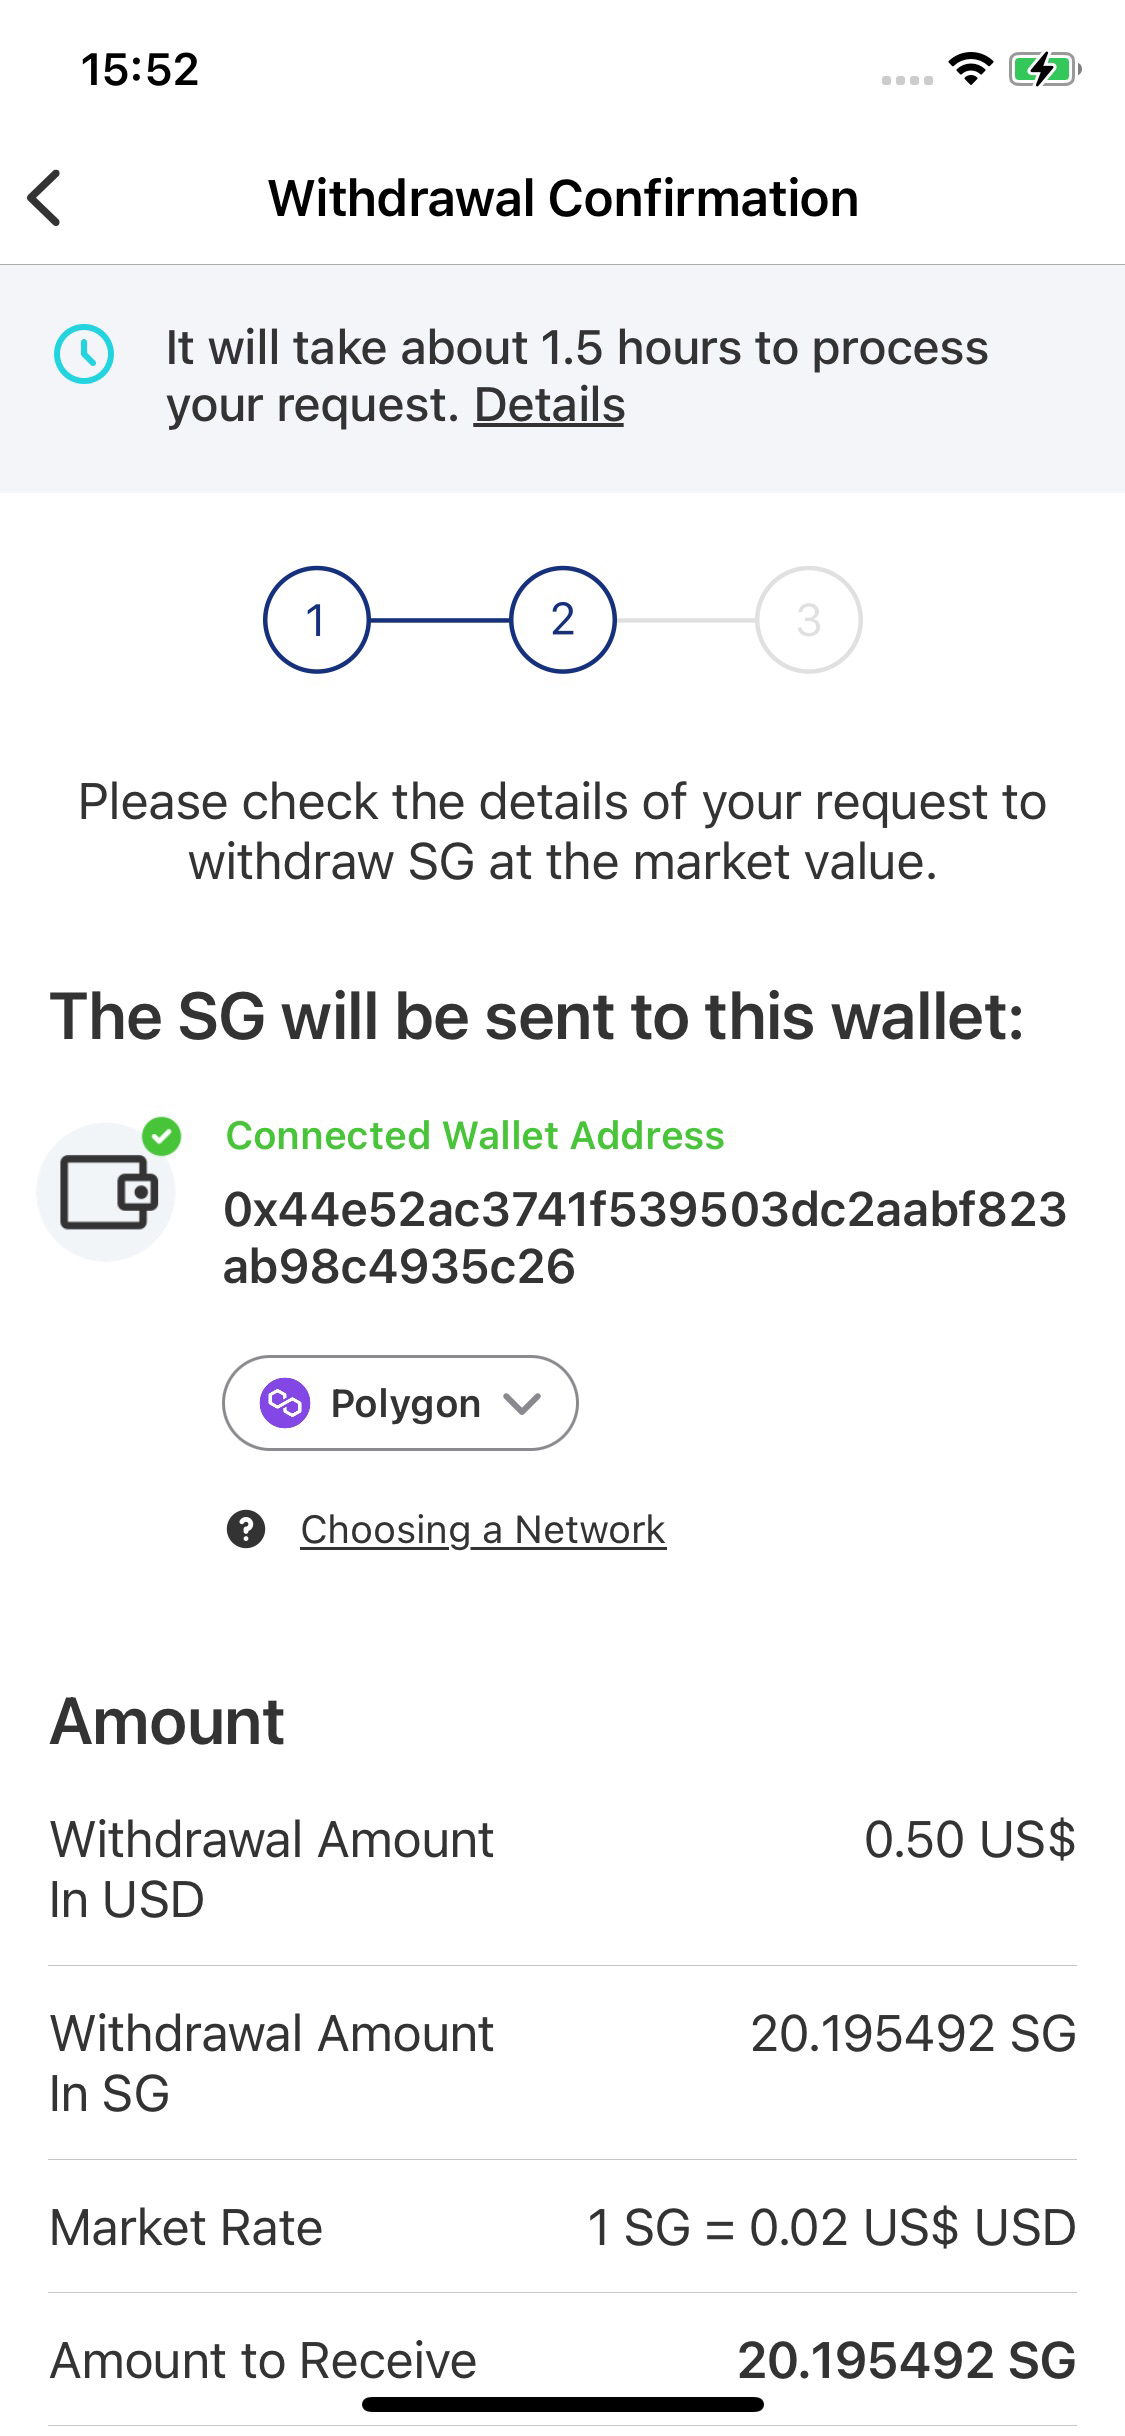 15:52
Withdrawal Confirmation
It will take about 1.5 hours to process
your request. Details
1
2
3
Please check the details of your request to
withdraw SG at the market value.
The SG will be sent to this wallet:
Connected Wallet Address
0x44e52ac3741f539503dc2aabf823
ab98c4935c26
Polygon
? Choosing a Network
Amount
Withdrawal Amount 0.50 US$
In USD
Withdrawal Amount 20.195492 SG
In SG
Market Rate 1 SG = 0.02 US$ USD
Amount to Receive 20.195492 SG